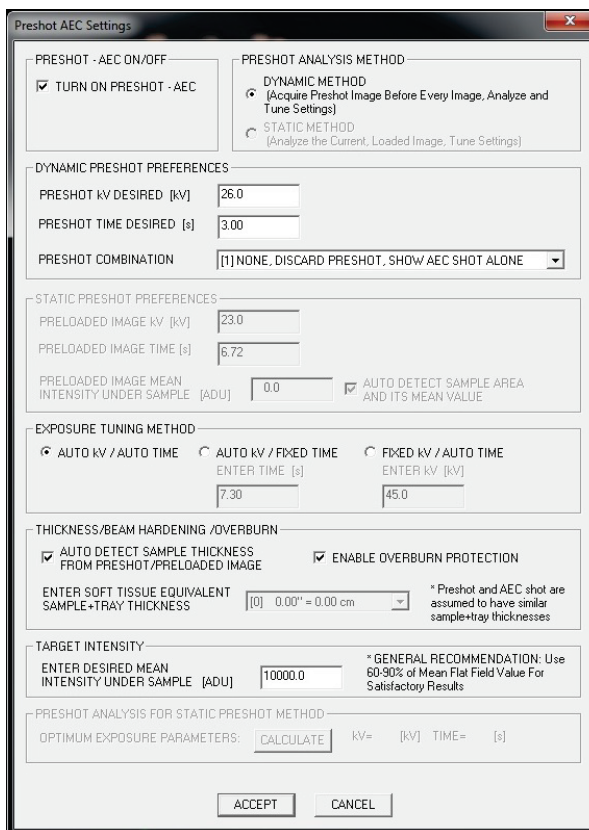 Preshot AEC Settings
PRESHOT - AEC ON/OFF
TURN ON PRESHOT - AEC
PRESHOT ANALYSIS METHOD
DYNAMIC METHOD
(Acquire Preshot Image Before Every Image, Analyze and
Tune Settings)
STATIC METHOD
(Analyze the Current, Loaded Image, Tune Settings)
DYNAMIC PRESHOT PREFERENCES
PRESHOT kV DESIRED [kV] 26.0
PRESHOT TIME DESIRED [s] 3.00
PRESHOT COMBINATION [1] NONE, DISCARD PRESHOT, SHOW AEC SHOT ALONE
STATIC PRESHOT PREFERENCES
PRELOADED IMAGE kV [kV] 23.0
PRELOADED IMAGE TIME [s] 6.72
PRELOADED IMAGE MEAN
INTENSITY UNDER SAMPLE [ADU] 0.0
AUTO DETECT SAMPLE AREA
AND ITS MEAN VALUE
EXPOSURE TUNING METHOD
AUTO kV / AUTO TIME
AUTO kV / FIXED TIME
ENTER TIME [s]
7.30
FIXED kV / AUTO TIME
ENTER kV [kV]
45.0
THICKNESS/BEAM HARDENING /OVERBURN
AUTO DETECT SAMPLE THICKNESS
FROM PRESHOT/PRELOADED IMAGE
ENABLE OVERBURN PROTECTION
ENTER SOFT TISSUE EQUIVALENT
SAMPLE+TRAY THICKNESS
[0] 0.00" = 0.00 cm
* Preshot and AEC shot are
assumed to have similar
sample+tray thicknesses
TARGET INTENSITY
ENTER DESIRED MEAN
INTENSITY UNDER SAMPLE [ADU] 10000.0
* GENERAL RECOMMENDATION: Use
60-90% of Mean Flat Field Value For
Satisfactory Results
PRESHOT ANALYSIS FOR STATIC PRESHOT METHOD
OPTIMUM EXPOSURE PARAMETERS: CALCULATE kV= [kV] TIME= [s]
ACCEPT CANCEL